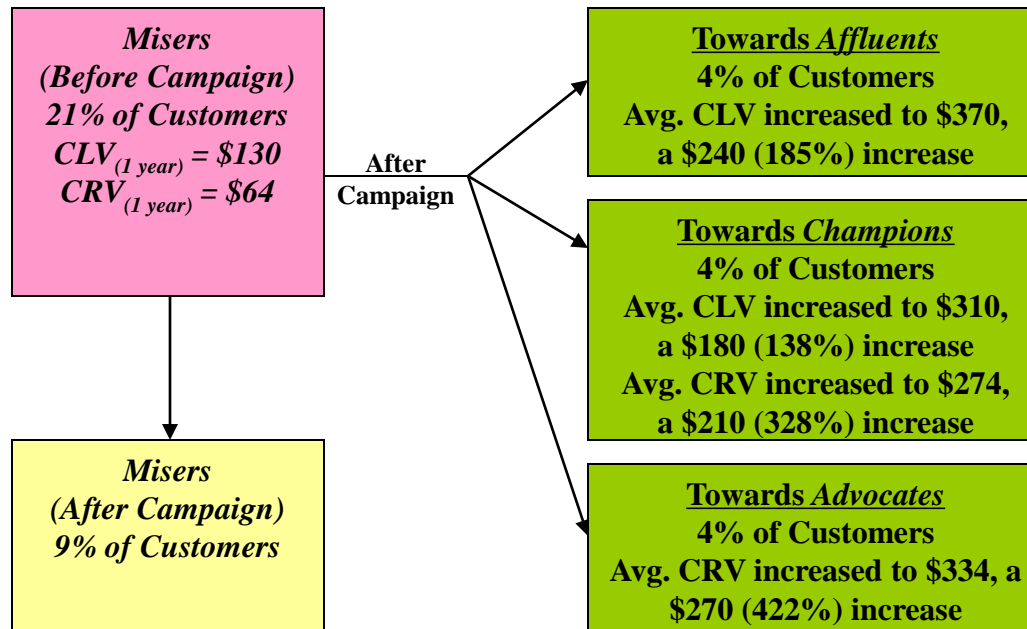 Misers
(Before Campaign)
21% of Customers
CLV(1 year) = $130
CRV(1 year) = $64
After
Campaign
Towards Affluents
4% of Customers
Avg. CLV increased to $370,
a $240 (185%) increase
Towards Champions
4% of Customers
Avg. CLV increased to $310,
a $180 (138%) increase
Avg. CRV increased to $274,
a $210 (328%) increase
Misers
(After Campaign)
9% of Customers
Towards Advocates
4% of Customers
Avg. CRV increased to $334, a
$270 (422%) increase